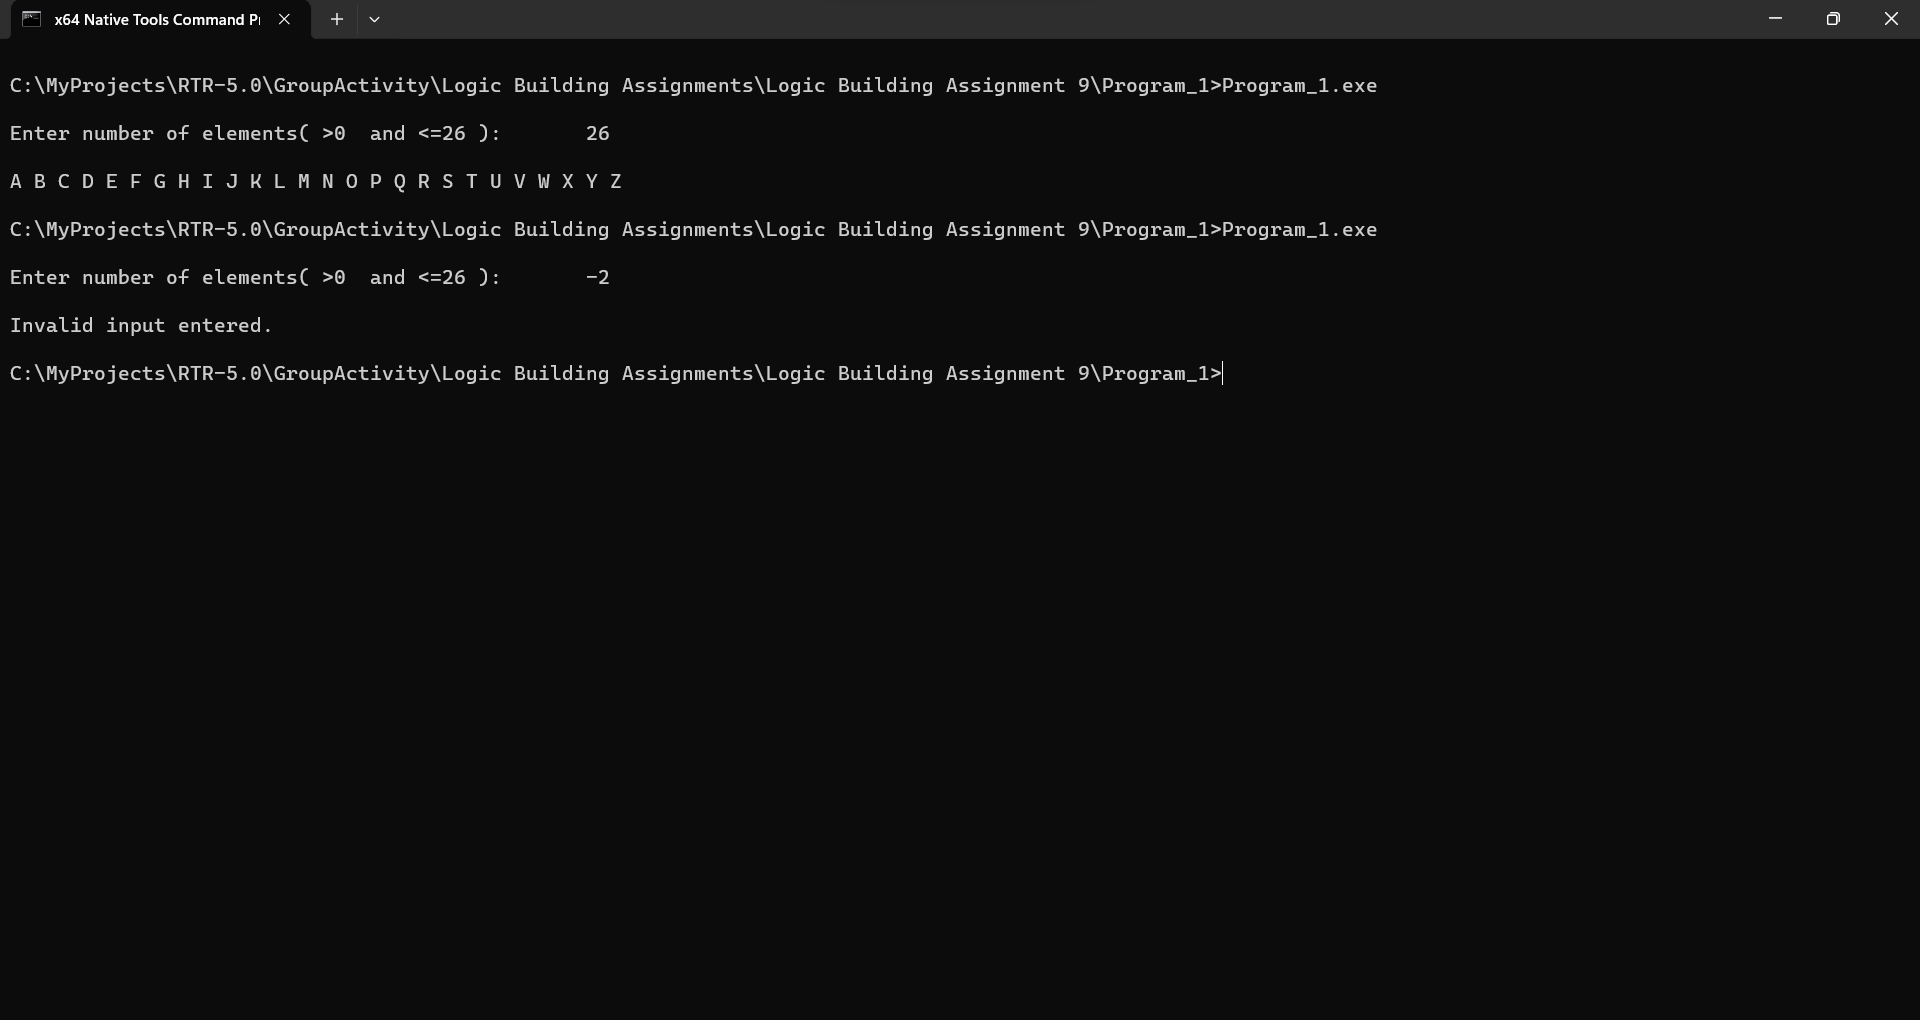 x64 Native Tools Command P
C:\MyProjects\RTR-5.0\GroupActivity\Logic Building Assignments\Logic Building Assignment 9\Program_1>Program_1.exe
Enter number of elements( >0  and <=26 ):       26
A B C D E F G H I J K L M N O P Q R S T U V W X Y Z
C:\MyProjects\RTR-5.0\GroupActivity\Logic Building Assignments\Logic Building Assignment 9\Program_1>Program_1.exe
Enter number of elements( >0  and <=26 ):       -2
Invalid input entered.
C:\MyProjects\RTR-5.0\GroupActivity\Logic Building Assignments\Logic Building Assignment 9\Program_1>